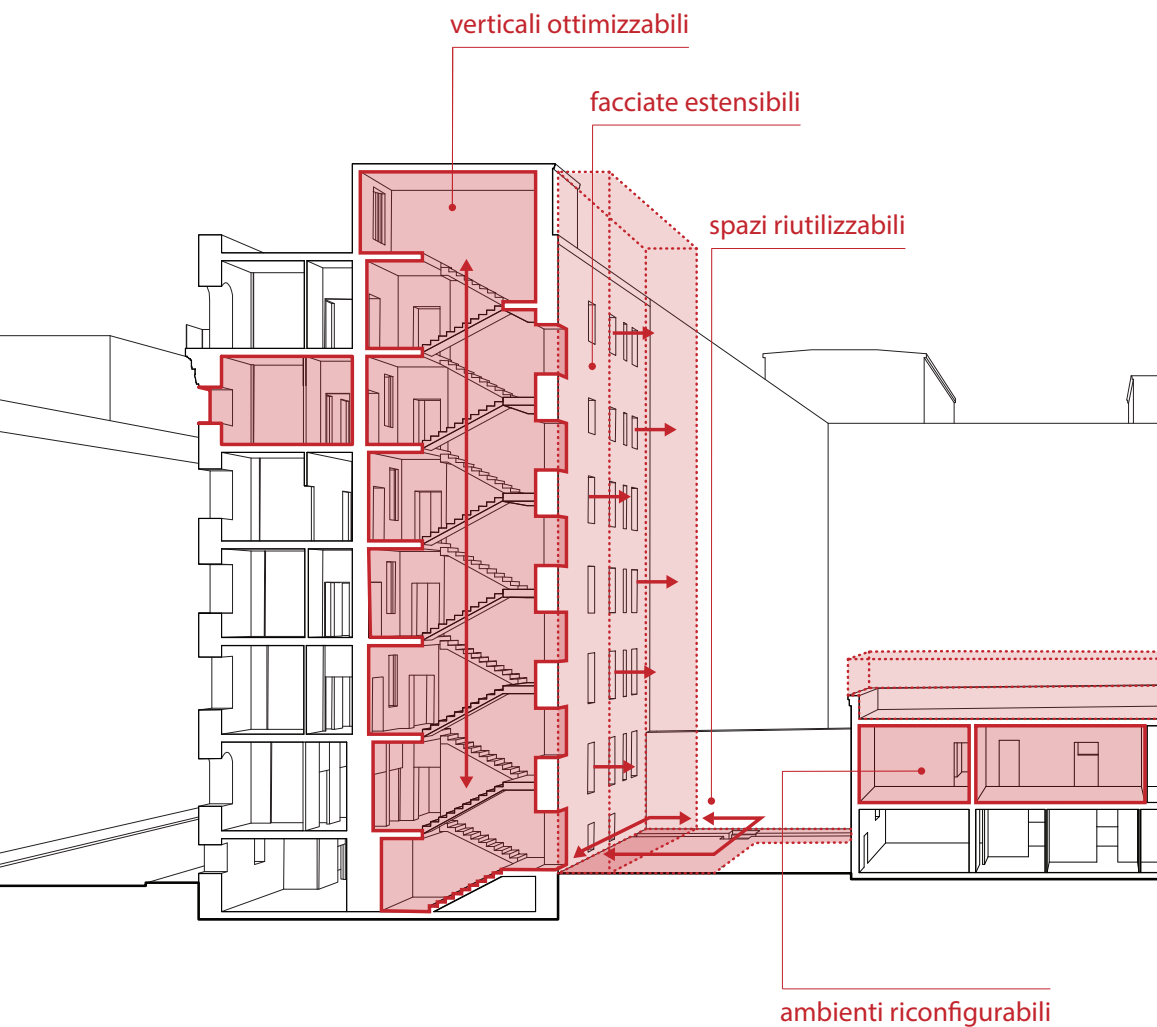 verticali ottimizzabili
facciate estensibili
spazi riutilizzabili
ambienti riconfigurabili